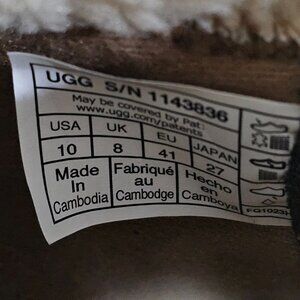 UGG S/N 1143836
May be covered by Pat:
www.ugg.com/patents
USA UK EU JAPAN
10 8 41 27
Made Fabriqué Hecho
In au en
Cambodia Cambodge Camboya